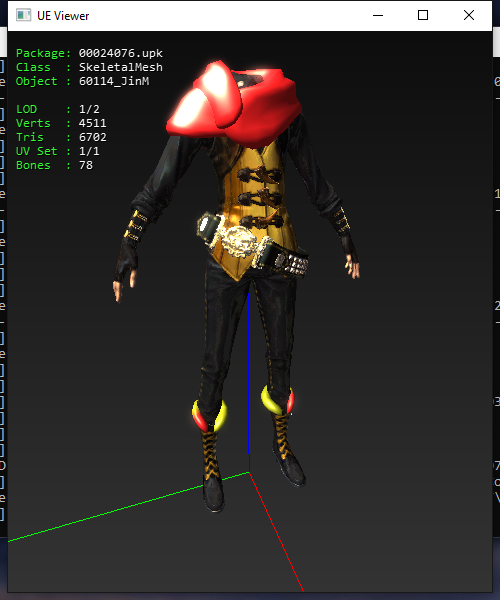 UE Viewer
Package: 00024076.upk
Class : SkeletalMesh
Object : 60114_JinM
LOD : 1/2
Verts : 4511
Tris : 6702
UV Set : 1/1
Bones : 78